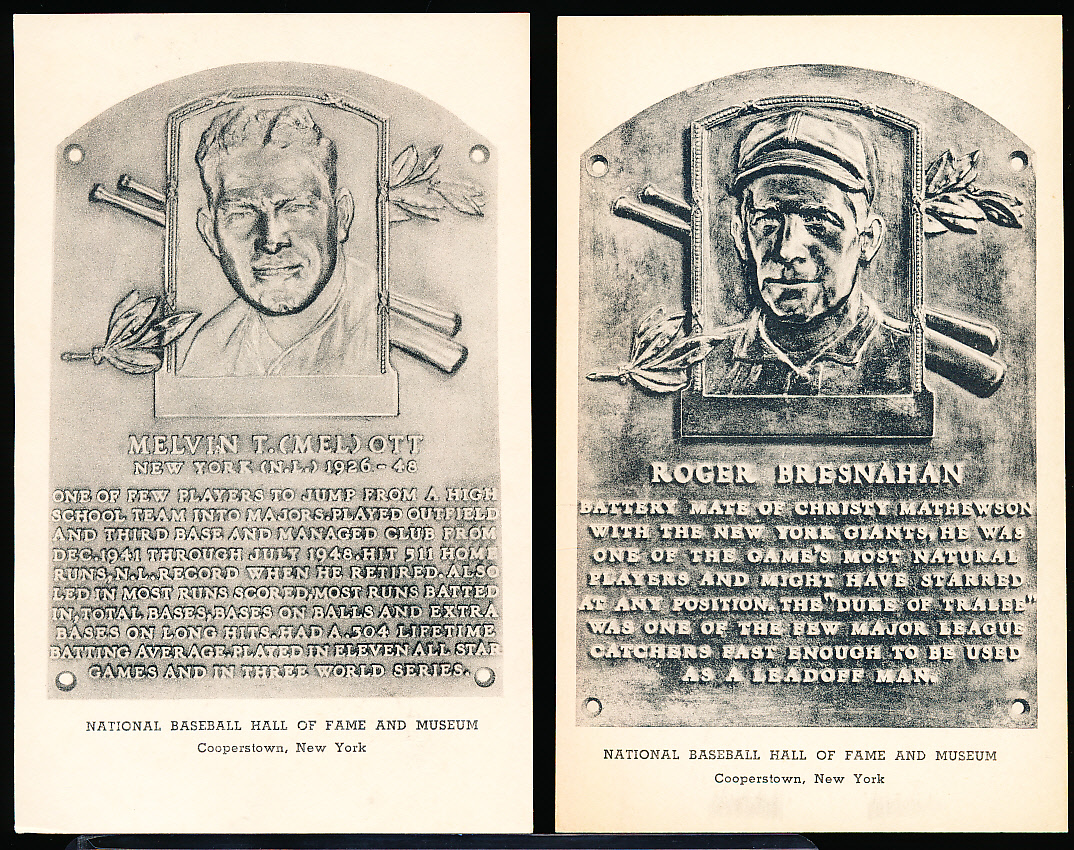 MELVIN T. (MEL) OTT
NEW YORK (N.L.) 1926-48
ONE OF FEW PLAYERS TO JUMP FROM A HIGH
SCHOOL TEAM INTO MAJORS. PLAYED OUTFIELD
AND THIRD BASE AND MANAGED CLUB FROM
DEC. 1941 THROUGH JULY 1948. HIT 511 HOME
RUNS, N.L. RECORD WHEN HE RETIRED. ALSO
LED IN MOST RUNS SCORED, MOST RUNS BATTED
IN, TOTAL BASES, BASES ON BALLS AND EXTRA
BASES ON LONG HITS. HAD A .304 LIFETIME
BATTING AVERAGE. PLAYED IN ELEVEN ALL STAR
GAMES AND IN THREE WORLD SERIES.
NATIONAL BASEBALL HALL OF FAME AND MUSEUM
Cooperstown, New York
ROGER BRESNAHAN
BATTERY MATE OF CHRISTY MATHEWSON
WITH THE NEW YORK GIANTS, HE WAS
ONE OF THE GAME'S MOST NATURAL
PLAYERS AND MIGHT HAVE STARRED
AT ANY POSITION. THE "DUKE OF TRALEE"
WAS ONE OF THE FEW MAJOR LEAGUE
CATCHERS FAST ENOUGH TO BE USED
AS A LEADOFF MAN.
NATIONAL BASEBALL HALL OF FAME AND MUSEUM
Cooperstown, New York